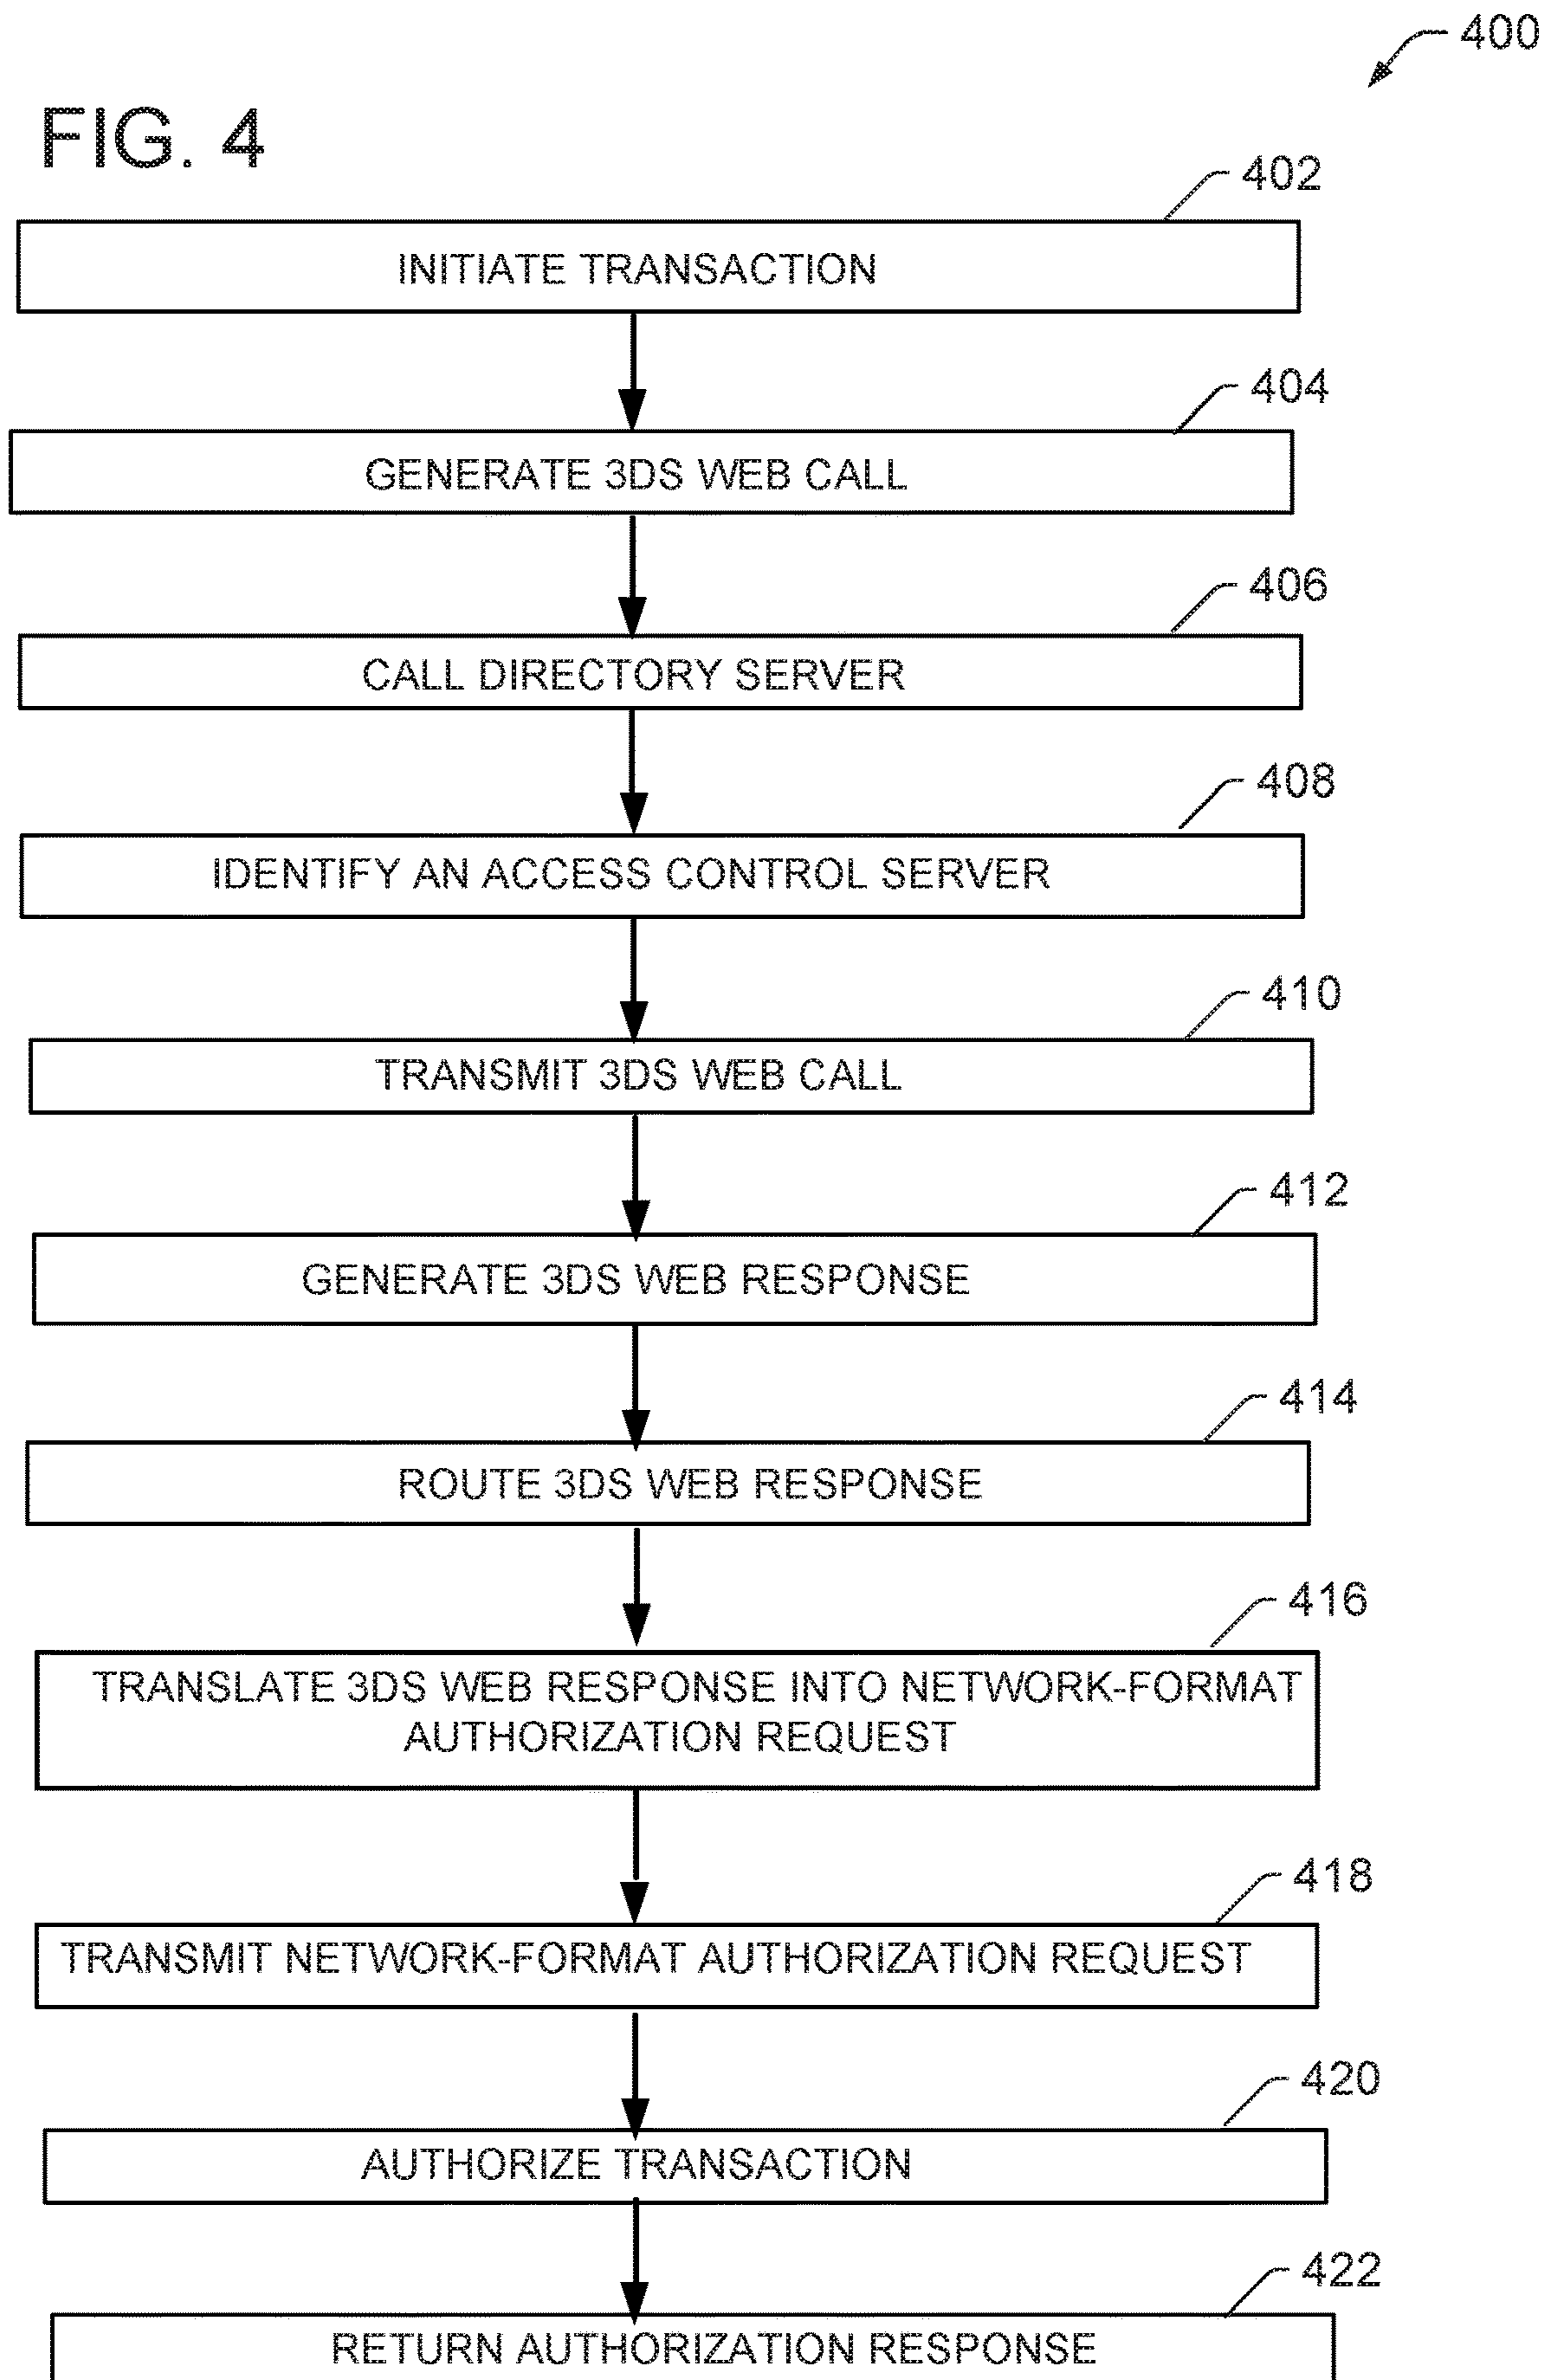 400
FIG. 4
402
INITIATE TRANSACTION
404
GENERATE 3DS WEB CALL
406
CALL DIRECTORY SERVER
408
IDENTIFY AN ACCESS CONTROL SERVER
410
TRANSMIT 3DS WEB CALL
412
GENERATE 3DS WEB RESPONSE
414
ROUTE 3DS WEB RESPONSE
416
TRANSLATE 3DS WEB RESPONSE INTO NETWORK-FORMAT
AUTHORIZATION REQUEST
418
TRANSMIT NETWORK-FORMAT AUTHORIZATION REQUEST
420
AUTHORIZE TRANSACTION
422
RETURN AUTHORIZATION RESPONSE